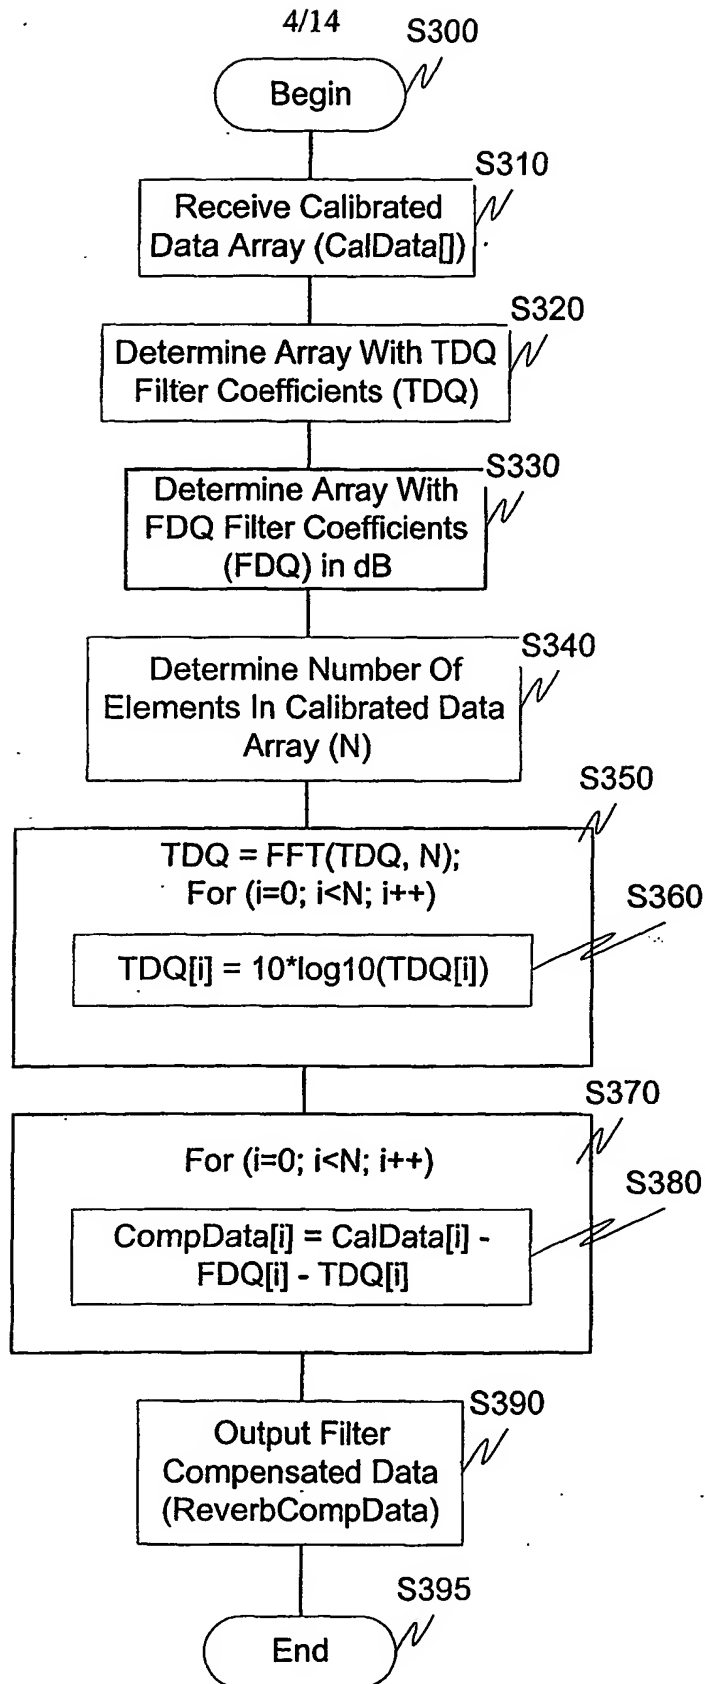 4/14
S300
Begin
S310
Receive Calibrated
Data Array (CalData[])
S320
Determine Array With TDQ
Filter Coefficients (TDQ)
S330
Determine Array With
FDQ Filter Coefficients
(FDQ) in dB
S340
Determine Number Of
Elements In Calibrated Data
Array (N)
S350
TDQ = FFT(TDQ, N);
For (i=0; i<N; i++)
S360
TDQ[i] = 10*log10(TDQ[i])
S370
For (i=0; i<N; i++)
S380
CompData[i] = CalData[i] -
FDQ[i] - TDQ[i]
S390
Output Filter
Compensated Data
(ReverbCompData)
S395
End